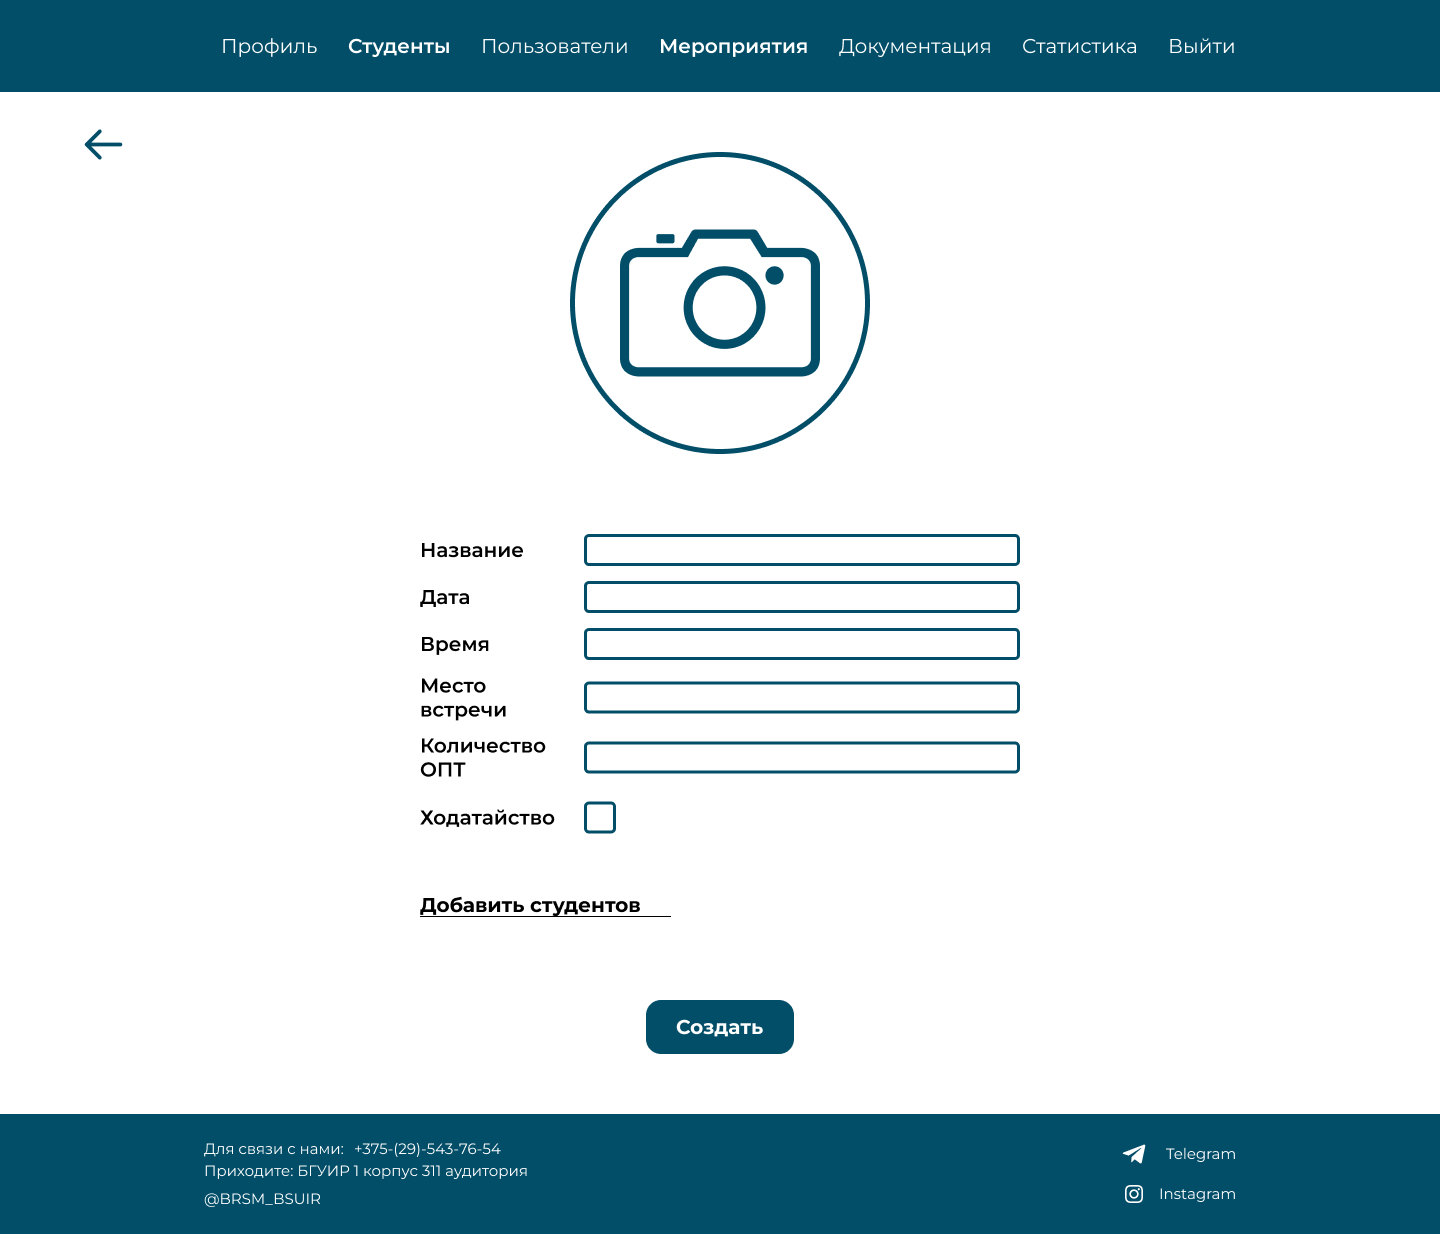 Профиль Студенты Пользователи Мероприятия Документация Статистика Выйти
Название
Дата
Время
Место
встречи
Количество
ОПТ
Ходатайство
Добавить студентов
Создать
Для связи с нами: +375-(29)-543-76-54
Приходите: БГУИР 1 корпус 311 аудитория
@BRSM_BSUIR
Telegram
Instagram